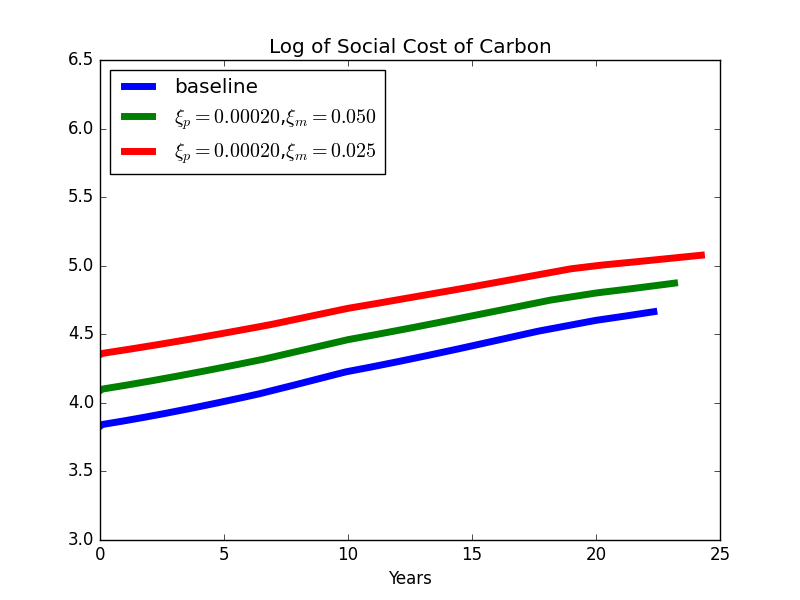 Log of Social Cost of Carbon
6.5
6.0
5.5
5.0
4.5
4.0
3.5
3.0
baseline
ξₚ = 0.00020,ξₘ = 0.050
ξₚ = 0.00020,ξₘ = 0.025
0 5 10 15 20 25
Years